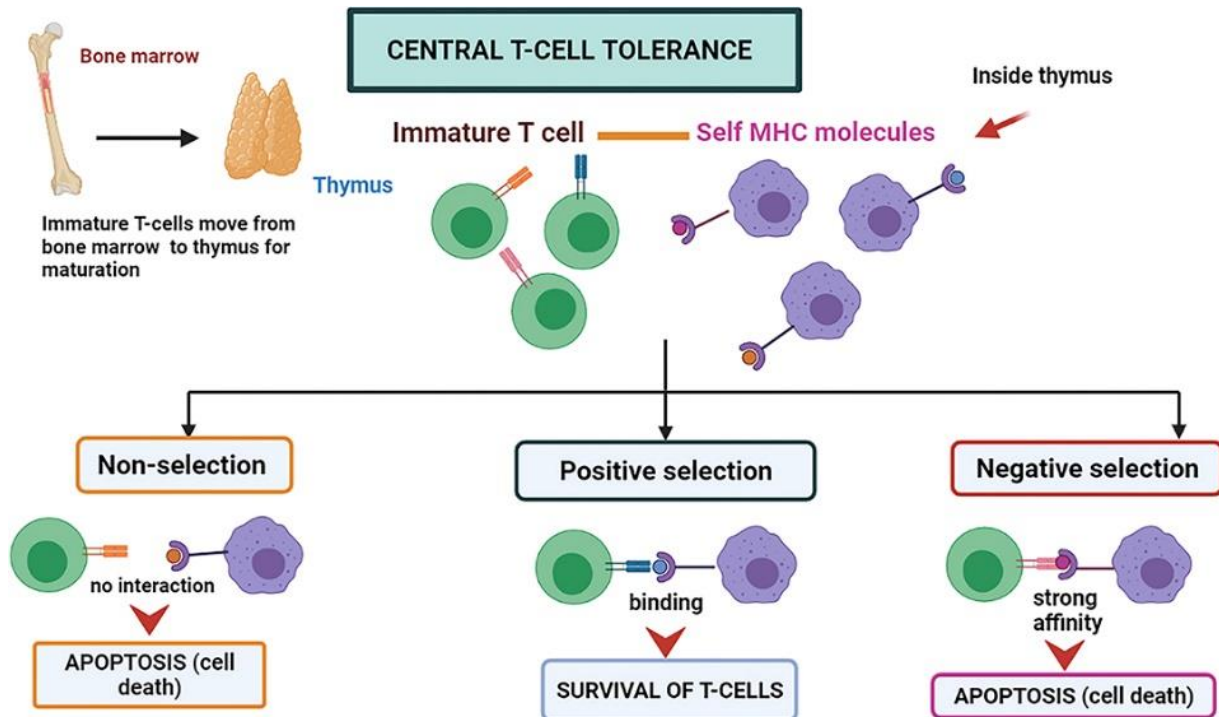 CENTRAL T-CELL TOLERANCE
Bone marrow
Inside thymus
Immature T cell
Self MHC molecules
Thymus
Immature T-cells move from
bone marrow to thymus for
maturation
Non-selection
Positive selection
Negative selection
no interaction
binding
strong
affinity
APOPTOSIS (cell
death)
SURVIVAL OF T-CELLS
APOPTOSIS (cell death)